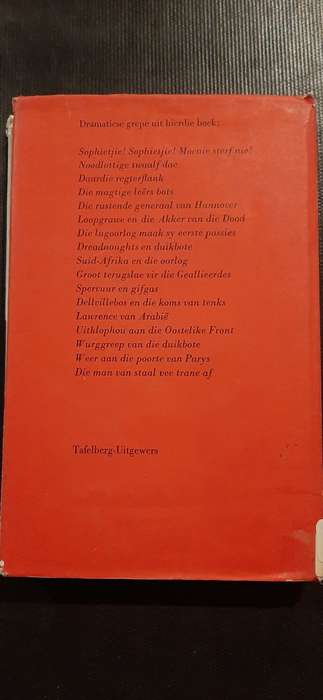 Dramatiese grepe uit hierdie boek:
Sophietjie! Sophietjie! Moenie sterf nie!
Noodlottige twaalf dae
Daardie regterflank
Die magtige leërs bots
Die rustende generaal van Hannover
Loopgrawe en die Akker van die Dood
Die lugoorlog maak sy eerste passies
Dreadnoughts en duikbote
Suid-Afrika en die oorlog
Groot terugslae vir die Geallieerdes
Spervuur en gifgas
Dellvillebos en die koms van tenks
Lawrence van Arabië
Uitklophou aan die Oostelike Front
Wurggreep van die duikboot
Weer aan die poorte van Parys
Die man van staal vee trane af
Tafelberg-Uitgewers